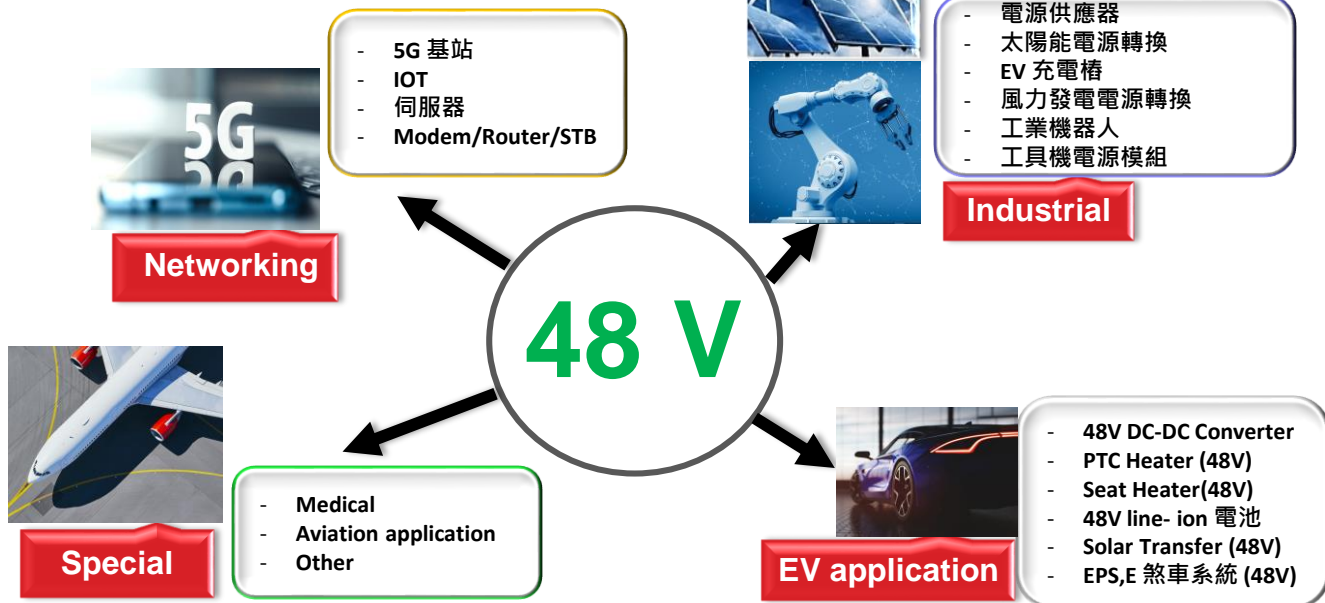 - 5G 基站
- IOT
- 伺服器
- Modem/Router/STB
5G
Networking
- 電源供應器
- 太陽能電源轉換
- EV 充電樁
- 風力發電電源轉換
- 工業機器人
- 工具機電源模組
Industrial
48 V
- Medical
- Aviation application
- Other
Special
- 48V DC-DC Converter
- PTC Heater (48V)
- Seat Heater(48V)
- 48V line- ion 電池
- Solar Transfer (48V)
- EPS,E 煞車系統 (48V)
EV application